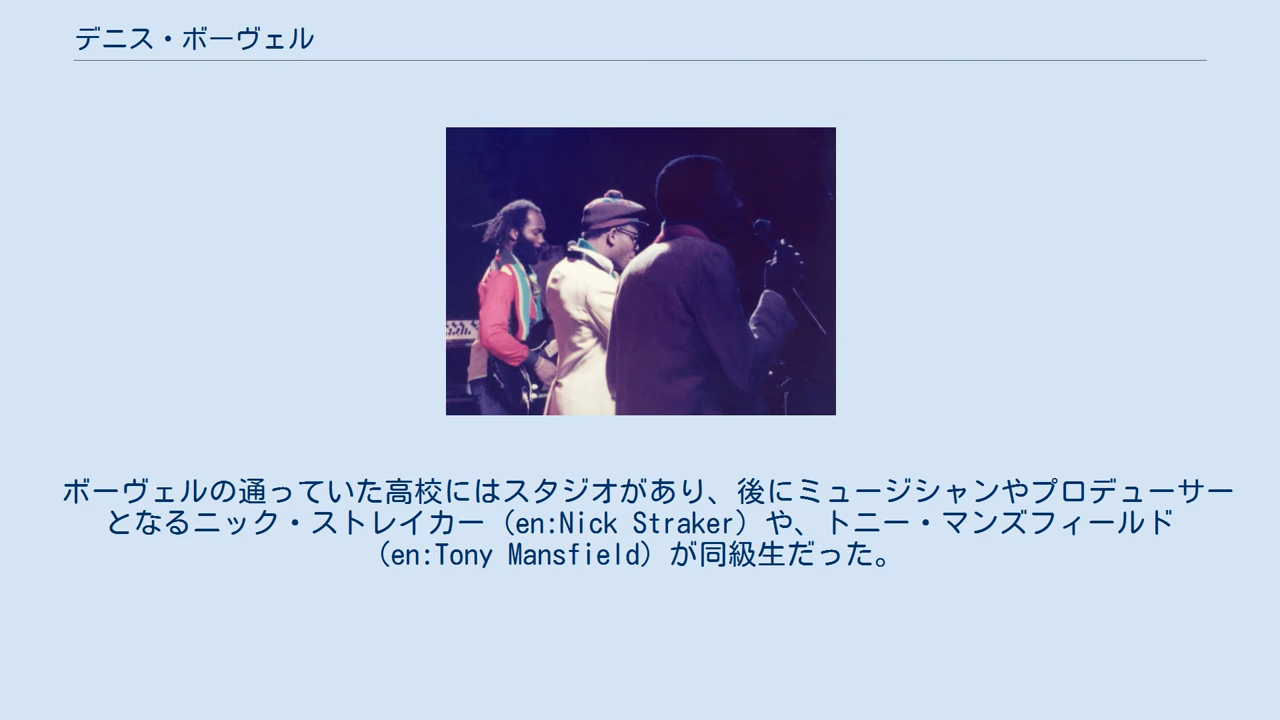 デニス・ボーヴェル
ボーヴェルの通っていた高校にはスタジオがあり、後にミュージシャンやプロデューサー
となるニック・ストレイカー（en:Nick Straker）や、トニー・マンズフィールド
（en:Tony Mansfield）が同級生だった。